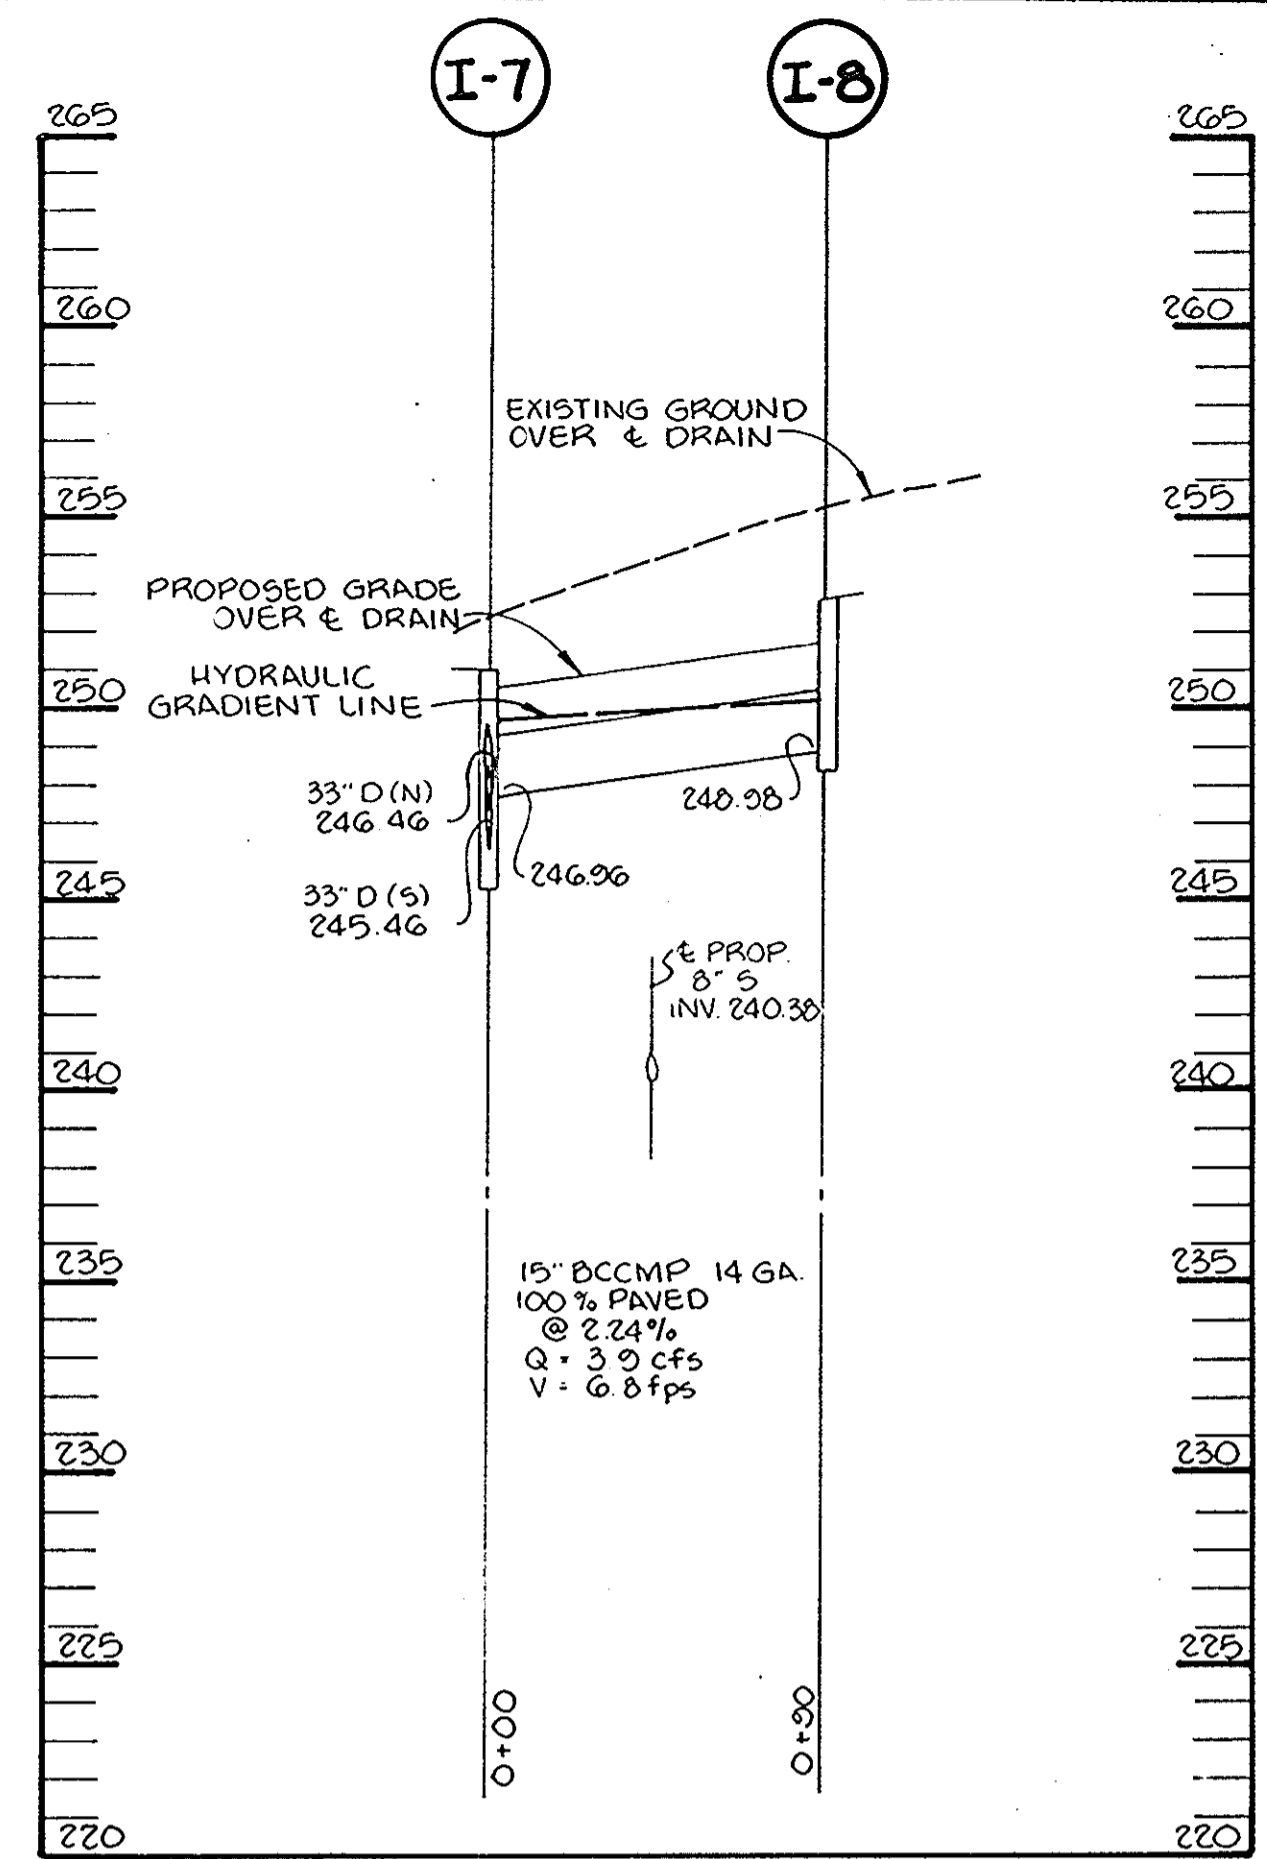 I-7
I-8
265
265
260
260
EXISTING GROUND
OVER ℄ DRAIN
255
255
PROPOSED GRADE
OVER ℄ DRAIN
HYDRAULIC
GRADIENT LINE
250
250
33" D (N)
246.46
248.98
246.96
245
245
33" D (S)
245.46
℄ PROP.
8" S
INV. 240.38
240
240
235
235
15" BCCMP 14 GA.
100 % PAVED
@ 2.24%
Q = 3.9 cfs
V = 6.8 fps
230
230
225
225
0+00
0+90
220
220